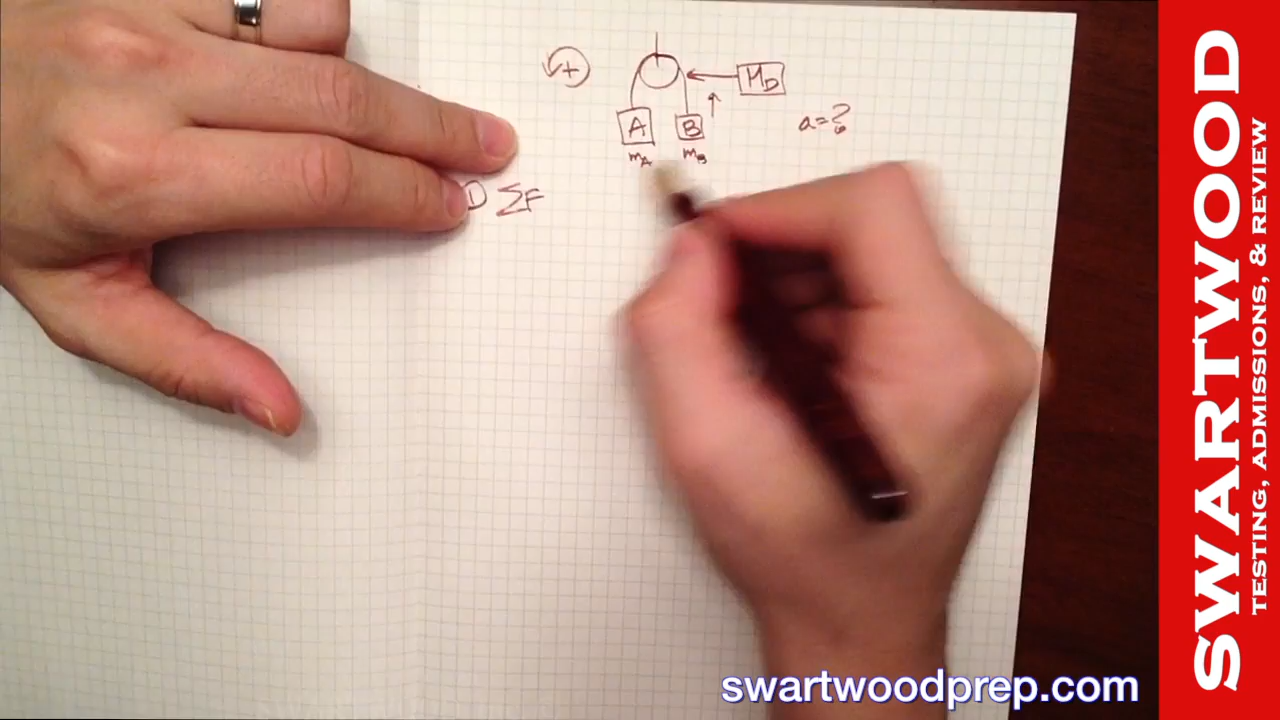 +
M_D
A
B
a=?
m_A
m_B
D ΣF
SWARTWOOD
TESTING, ADMISSIONS, & REVIEW
swartwoodprep.com